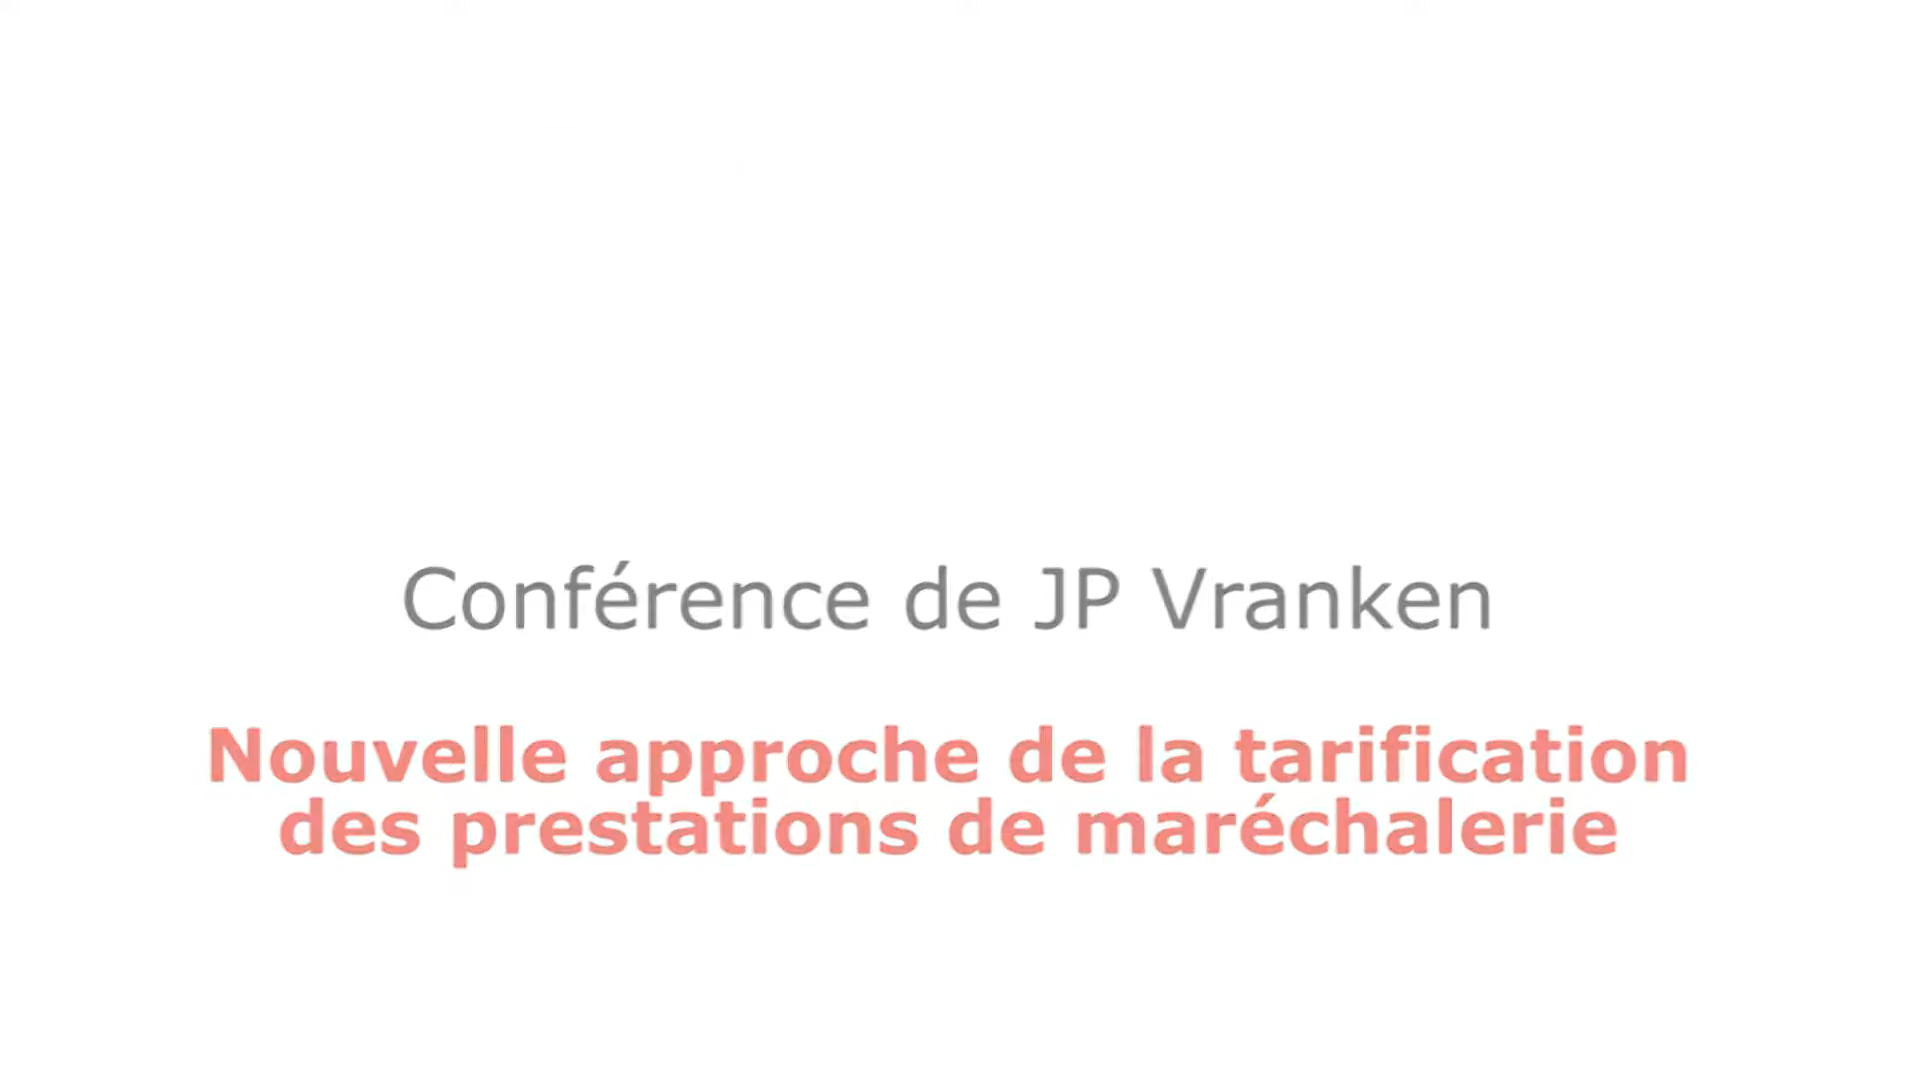 Conférence de JP Vranken
Nouvelle approche de la tarification
des prestations de maréchalerie